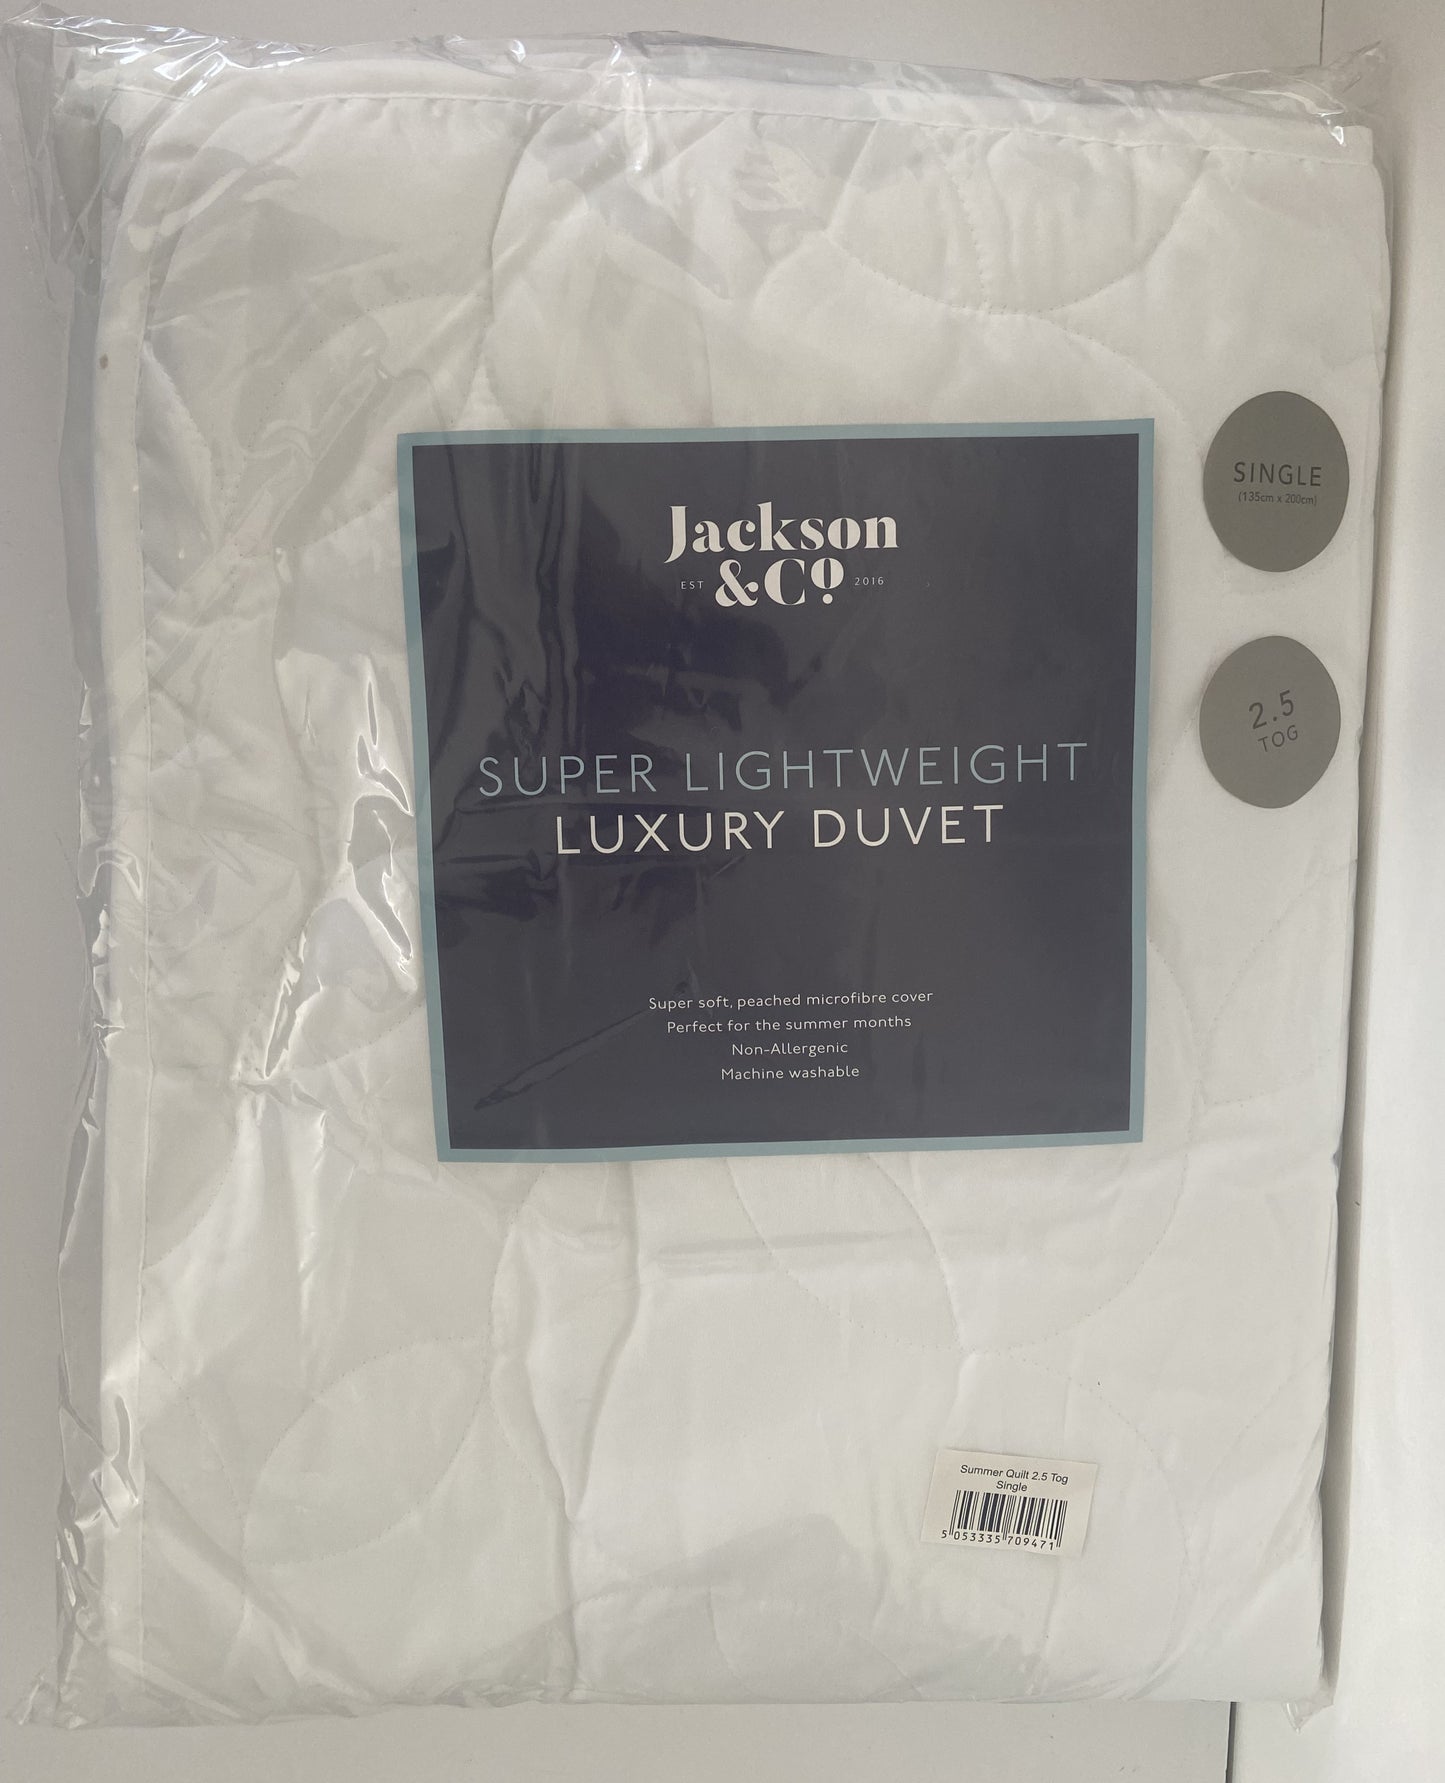 Jackson
EST &Co 2016
SINGLE
(135cm x 200cm)
2.5
TOG
SUPER LIGHTWEIGHT
LUXURY DUVET
Super soft, peached microfibre cover
Perfect for the summer months
Non-Allergenic
Machine washable
Summer Quilt 2.5 Tog
Single
5 053335 709471